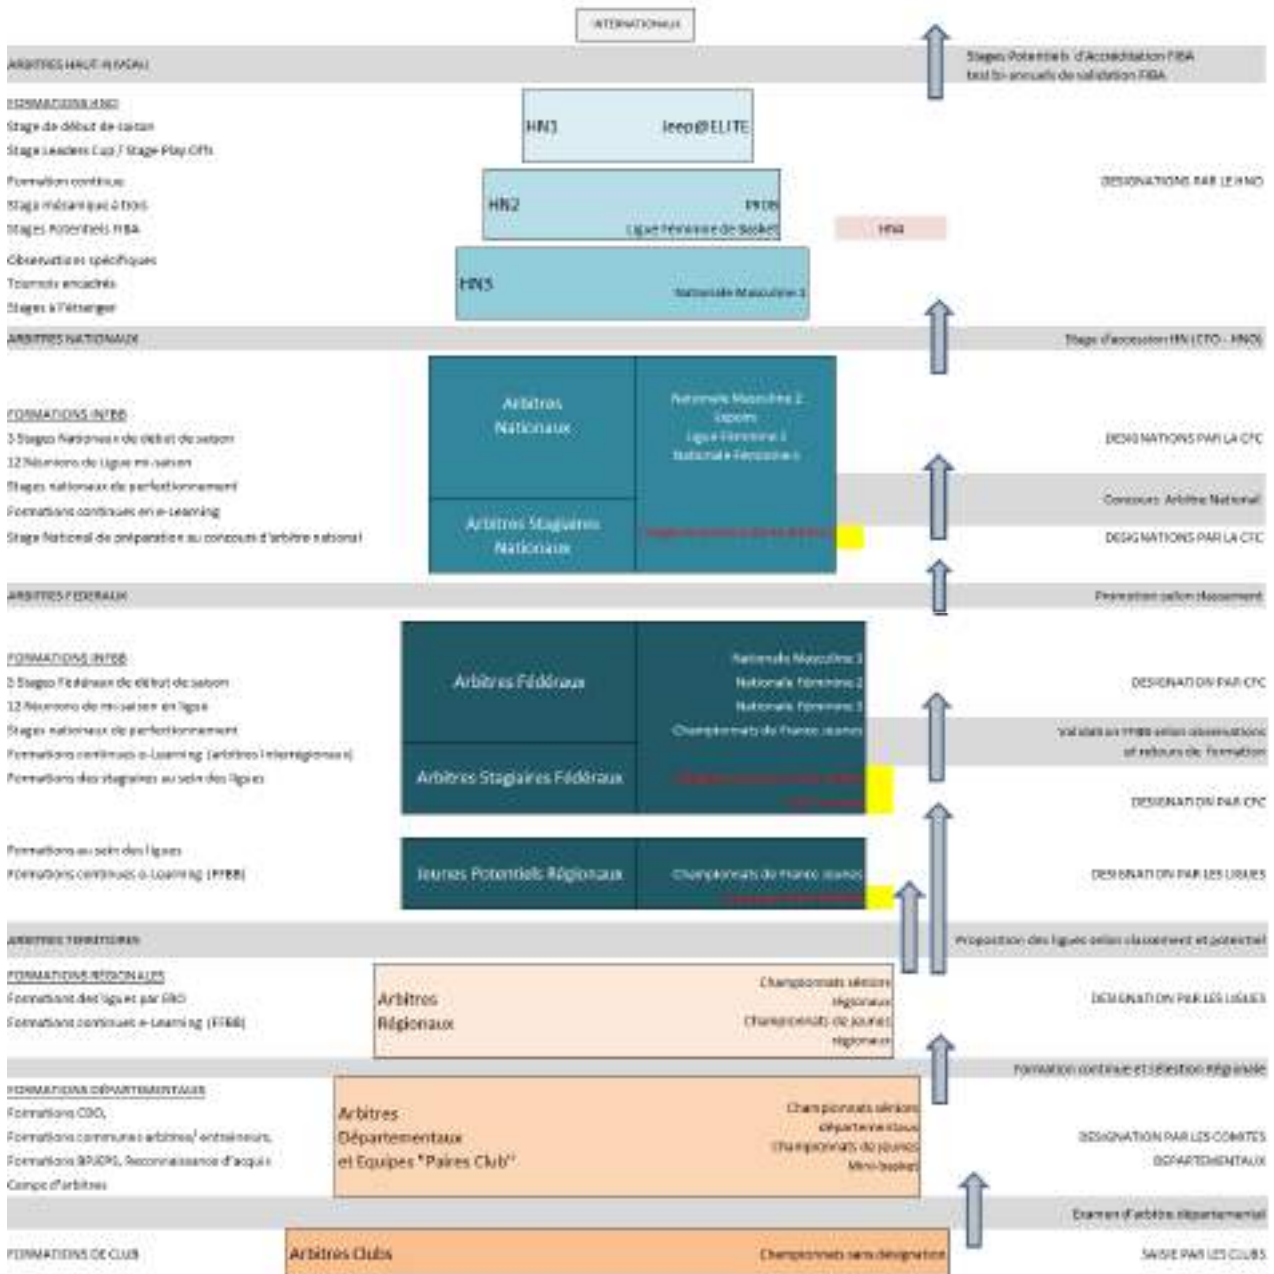 INTERNATIONAUX
ARBITRES HAUT-NIVEAU
Stages Potentiels d'Accréditation FIBA
test bi-annuels de validation FIBA
FORMATIONS HNO
Stage de début de saison
Stage Leaders Cup / Stage Play Offs
HN1 Jeep@ELITE
Formation continue
Stage mécanique à trois
Stages Potentiels FIBA
HN2 PROB
Ligue Féminine de Basket
DESIGNATIONS PAR LE HNO
Observations spécifiques
Tournois encadrés
Stages à l'étranger
HN3 Nationale Masculine 1
ARBITRES NATIONAUX
Stage d'accession HN (CFO - HNO)
FORMATIONS INFBB
3 Stages Nationaux de début de saison
12 Réunions de Ligue mi-saison
Stages nationaux de perfectionnement
Formations continues en e-Learning
Stage National de préparation au concours d'arbitre national
Arbitres
Nationaux
Nationale Masculine 2
Espoirs
Ligue Féminine 2
Nationale Féminine 1
Arbitres Stagiaires
Nationaux
DESIGNATIONS PAR LA CFC
Concours Arbitre National
DESIGNATIONS PAR LA CFC
ARBITRES FEDERAUX
Promotion selon classement
FORMATIONS INFBB
Stages Fédéraux de début de saison
12 Réunions de mi-saison en ligue
Stages nationaux de perfectionnement
Formations continues e-Learning (arbitres interrégionaux)
Formations des stagiaires au sein des ligues
Arbitres Fédéraux
Nationale Masculine 3
Nationale Féminine 2
Nationale Féminine 3
Championnats de France Jeunes
Arbitres Stagiaires Fédéraux
DESIGNATION PAR CFC
Validation FFBB selon observations
et retours de formation
DESIGNATION PAR CFC
Formations au sein des ligues
Formations continues e-Learning (FFBB)
Jeunes Potentiels Régionaux
Championnats de France Jeunes
DESIGNATION PAR LES LIGUES
ARBITRES TERRITOIRES
Proposition des ligues selon classement et potentiel
FORMATIONS RÉGIONALES
Formations des ligues par ERO
Formations continues e-Learning (FFBB)
Arbitres
Régionaux
Championnats séniors
régionaux
Championnats de jeunes
régionaux
DESIGNATION PAR LES LIGUES
Formation continue et sélection Régionale
FORMATIONS DÉPARTEMENTALES
Formations CDO,
Formations communes arbitres/ entraineurs,
Formations BPJEPS, Reconnaissance d'acquis
Camps d'arbitres
Arbitres
Départementaux
et Equipes "Paires Club"
Championnats séniors
départementaux
Championnats de jeunes
Mini-basket
DESIGNATION PAR LES COMITES
DEPARTEMENTAUX
Examen d'arbitre départemental
FORMATIONS DE CLUB
Arbitres Clubs
Championnats sans désignation
SAISIE PAR LES CLUBS